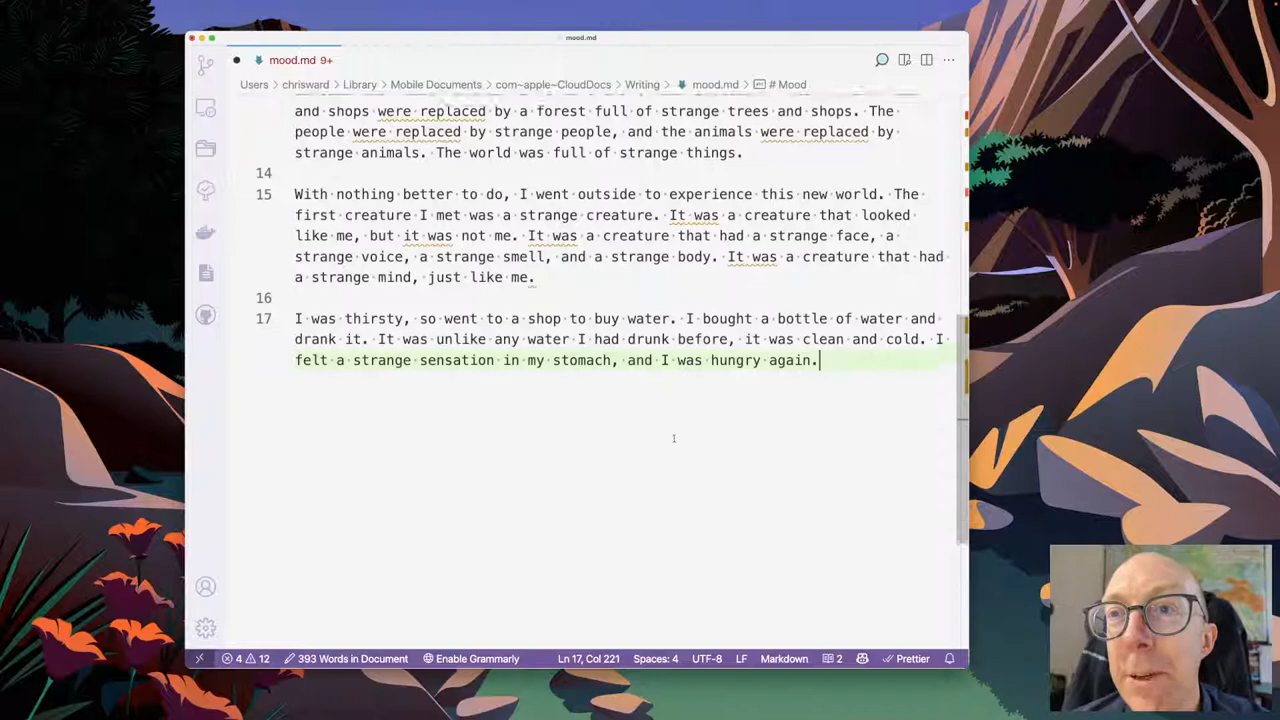 mood.md
mood.md 9+
Users > chrisward > Library > Mobile Documents > com~apple~CloudDocs > Writing > mood.md > # Mood
and shops were replaced by a forest full of strange trees and shops. The
people were replaced by strange people, and the animals were replaced by
strange animals. The world was full of strange things.
14
15 With nothing better to do, I went outside to experience this new world. The
first creature I met was a strange creature. It was a creature that looked
like me, but it was not me. It was a creature that had a strange face, a
strange voice, a strange smell, and a strange body. It was a creature that had
a strange mind, just like me.
16
17 I was thirsty, so went to a shop to buy water. I bought a bottle of water and
drank it. It was unlike any water I had drunk before, it was clean and cold. I
felt a strange sensation in my stomach, and I was hungry again.
4 12 393 Words in Document Enable Grammarly Ln 17, Col 221 Spaces: 4 UTF-8 LF Markdown 2 Prettier